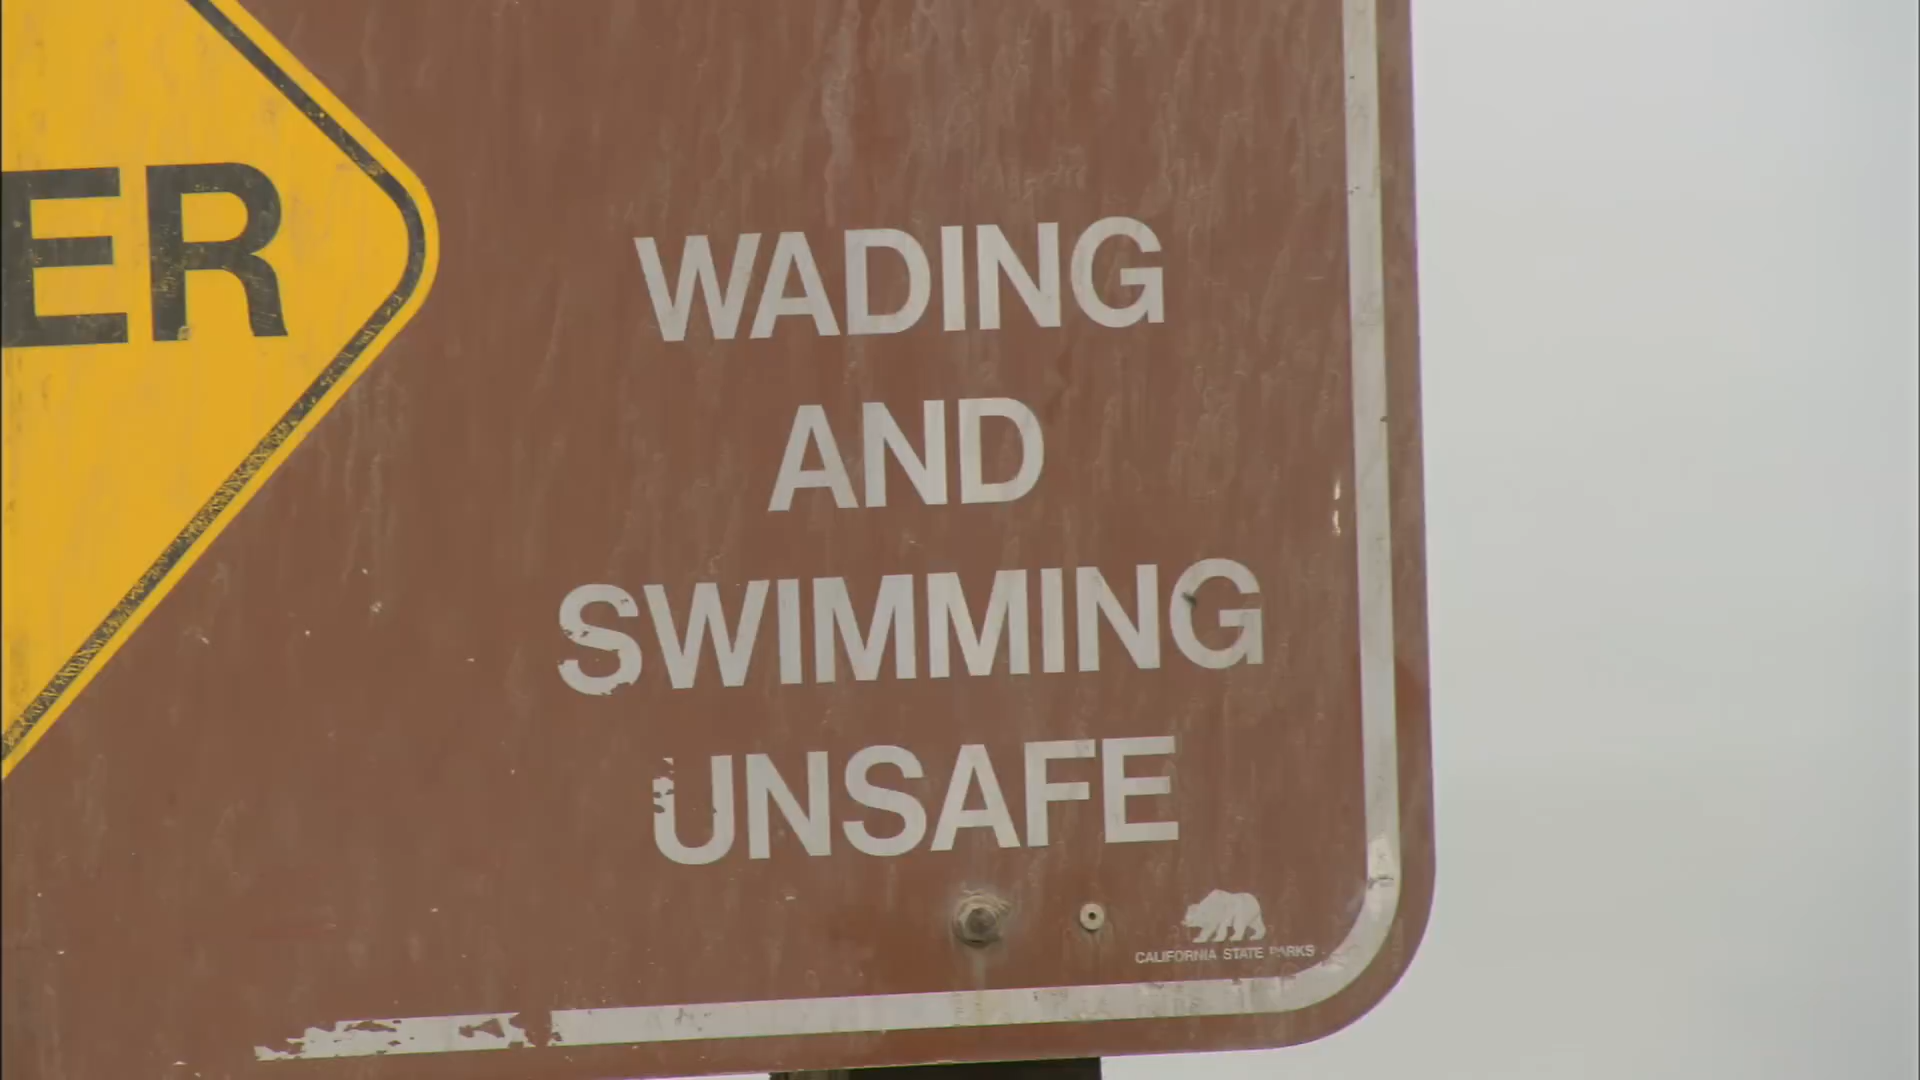 ER
WADING
AND
SWIMMING
UNSAFE
CALIFORNIA STATE PARKS